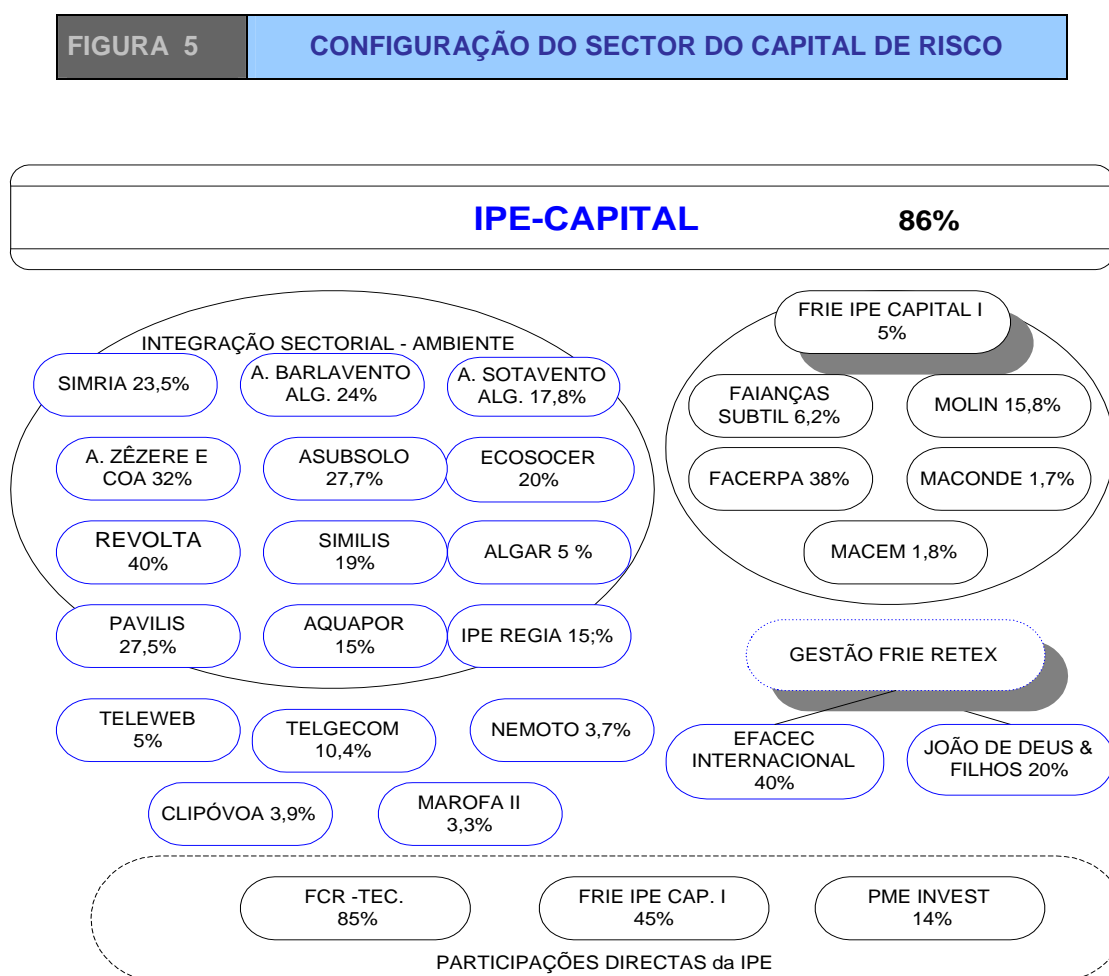 FIGURA 5
CONFIGURAÇÃO DO SECTOR DO CAPITAL DE RISCO
IPE-CAPITAL 86%
INTEGRAÇÃO SECTORIAL - AMBIENTE
SIMRIA 23,5%
A. BARLAVENTO
ALG. 24%
A. SOTAVENTO
ALG. 17,8%
A. ZÊZERE E
COA 32%
ASUBSOLO
27,7%
ECOSOCER
20%
REVOLTA
40%
SIMILIS
19%
ALGAR 5 %
PAVILIS
27,5%
AQUAPOR
15%
IPE REGIA 15;%
TELEWEB
5%
TELGECOM
10,4%
NEMOTO 3,7%
CLIPÓVOA 3,9%
MAROFA II
3,3%
FRIE IPE CAPITAL I
5%
FAIANÇAS
SUBTIL 6,2%
MOLIN 15,8%
FACERPA 38%
MACONDE 1,7%
MACEM 1,8%
GESTÃO FRIE RETEX
EFACEC
INTERNACIONAL
40%
JOÃO DE DEUS &
FILHOS 20%
FCR -TEC.
85%
FRIE IPE CAP. I
45%
PME INVEST
14%
PARTICIPAÇÕES DIRECTAS da IPE